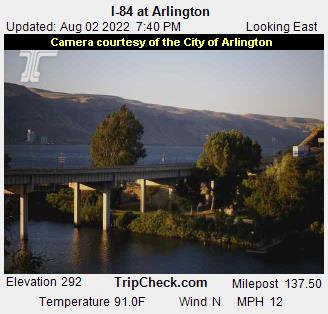 I-84 at Arlington
Updated: Aug 02 2022 7:40 PM Looking East
Camera courtesy of the City of Arlington
Elevation 292 TripCheck.com Milepost 137.50
Temperature 91.0F Wind N MPH 12